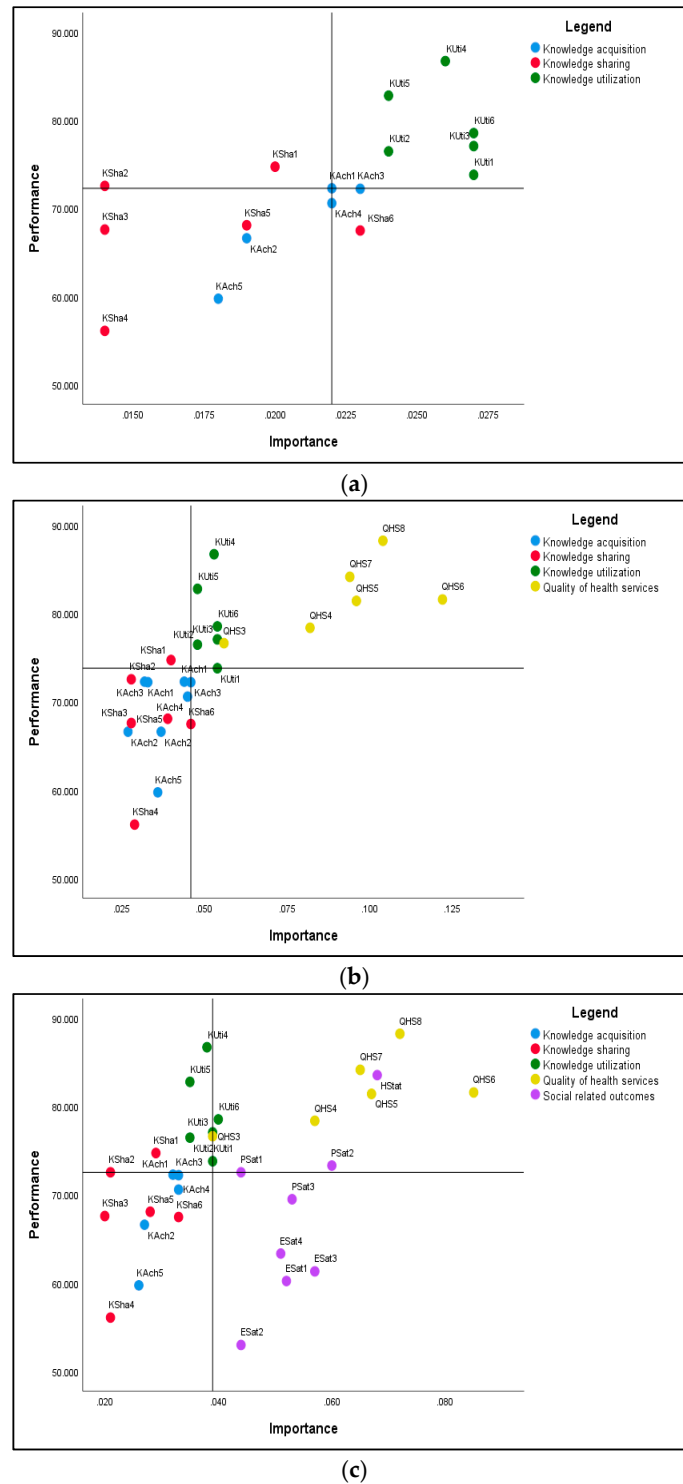 Legend
Knowledge acquisition
Knowledge sharing
Knowledge utilization
90.000
80.000
70.000
60.000
50.000
Performance
KUti4
KUti5
KUti6
KUti3
KUti2
KUti1
KSha1
KSha2
KAch1 KAch3
KAch4
KSha3
KSha5
KSha6
KAch2
KAch5
KSha4
.0150 .0175 .0200 .0225 .0250 .0275
Importance
(a)
Legend
Knowledge acquisition
Knowledge sharing
Knowledge utilization
Quality of health services
90.000
80.000
70.000
60.000
50.000
Performance
QHS8
KUti4
QHS7
KUti5
QHS5
QHS6
KUti6
QHS4
KUti3
QHS3
KUti2
KSha1
KSha2
KAch1
KUti1
KAch3 KAch1 KAch3
KAch4
KSha3
KSha5
KSha6
KAch2 KAch2
KAch5
KSha4
.025 .050 .075 .100 .125
Importance
(b)
Legend
Knowledge acquisition
Knowledge sharing
Knowledge utilization
Quality of health services
Social related outcomes
90.000
80.000
70.000
60.000
50.000
Performance
QHS8
KUti4
QHS7
HStat
KUti5
QHS6
QHS5
KUti6
QHS4
KUti3
QHS3
KSha1
KUti2KUti1
KSha2
KAch1 KAch3
PSat1
PSat2
KAch4
PSat3
KSha3
KSha5
KSha6
KAch2
ESat4
ESat3
ESat1
KAch5
KSha4
ESat2
.020 .040 .060 .080
Importance
(c)